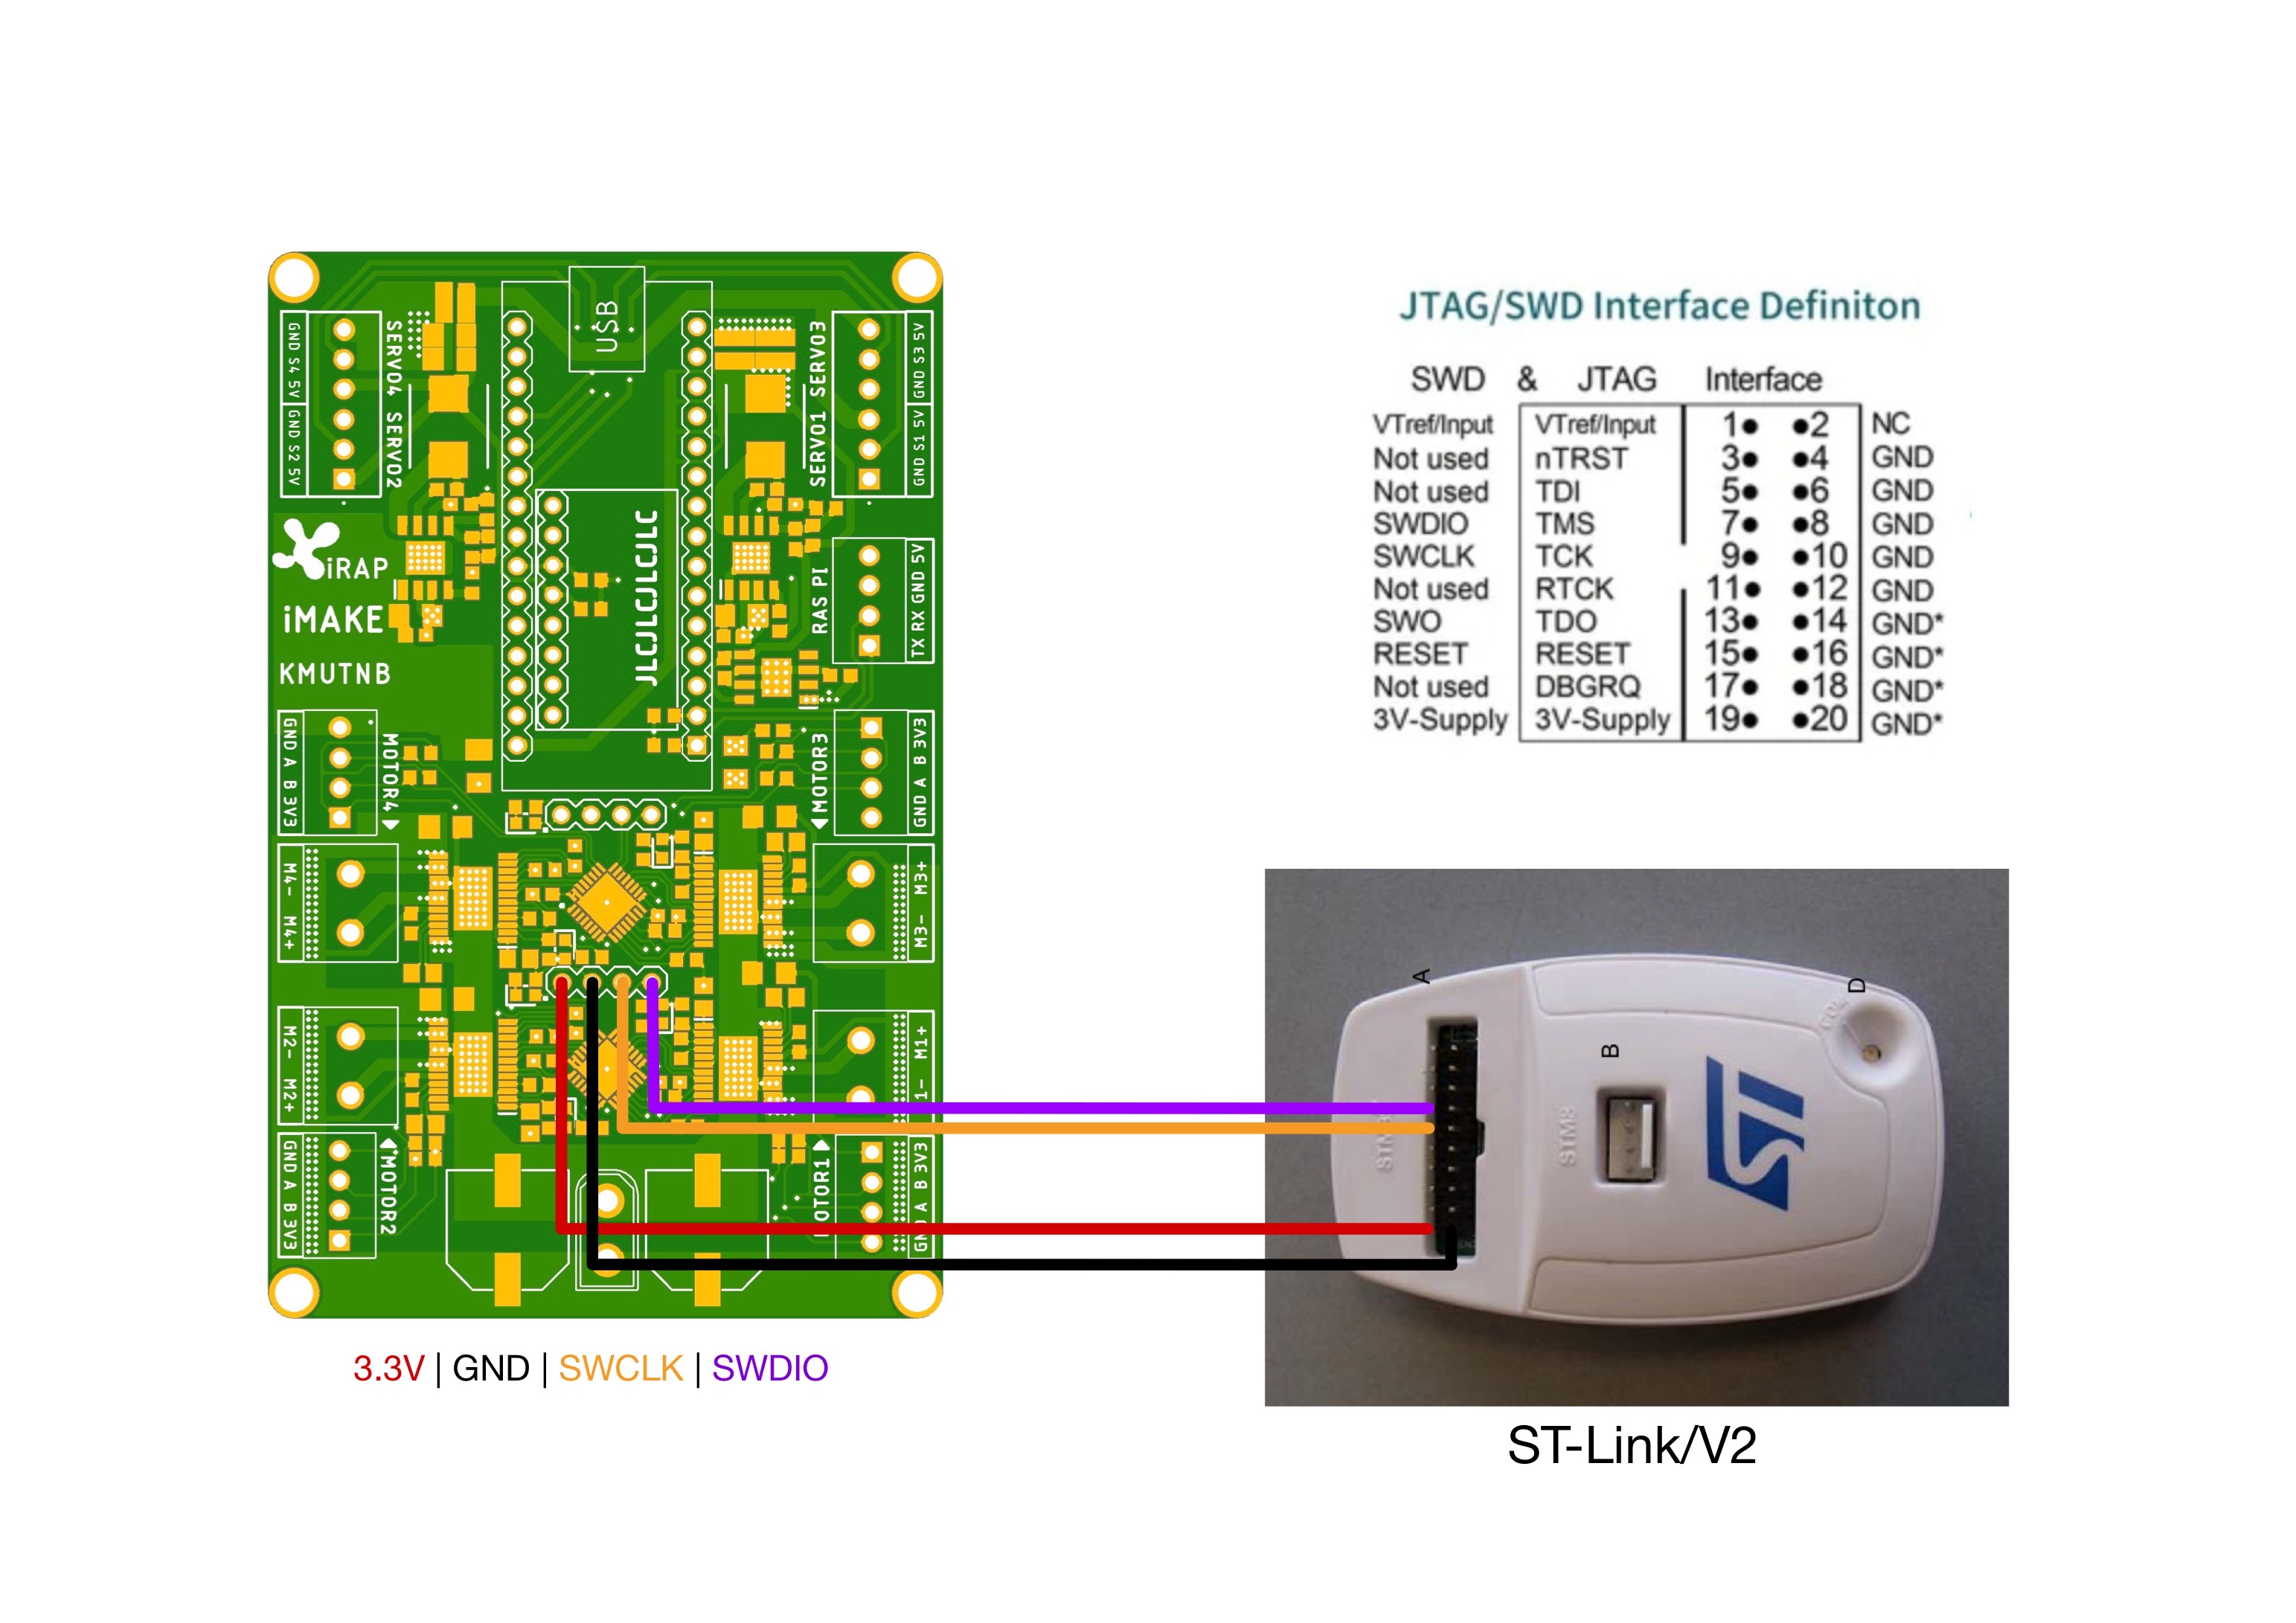 USB
GND S4 5V
GND S2 5V
SERVO4 SERVO2
SERVO1 SERVO3
GND S3 5V
GND S1 5V
JLCJLCJLCJLC
iRAP
iMAKE
KMUTNB
RAS PI
TX RX GND 5V
GND A B 3V3
MOTOR4
MOTOR3
GND A B 3V3
M4- M4+
M3- M3+
M2- M2+
1- M1+
GND A B 3V3
MOTOR2
OTOR1
A B 3V3
3.3V | GND | SWCLK | SWDIO
JTAG/SWD Interface Definiton
SWD & JTAG Interface
VTref/Input VTref/Input 1 2 NC
Not used nTRST 3 4 GND
Not used TDI 5 6 GND
SWDIO TMS 7 8 GND
SWCLK TCK 9 10 GND
Not used RTCK 11 12 GND
SWO TDO 13 14 GND*
RESET RESET 15 16 GND*
Not used DBGRQ 17 18 GND*
3V-Supply 3V-Supply 19 20 GND*
A
B
D
STM8
ST
ST-Link/V2